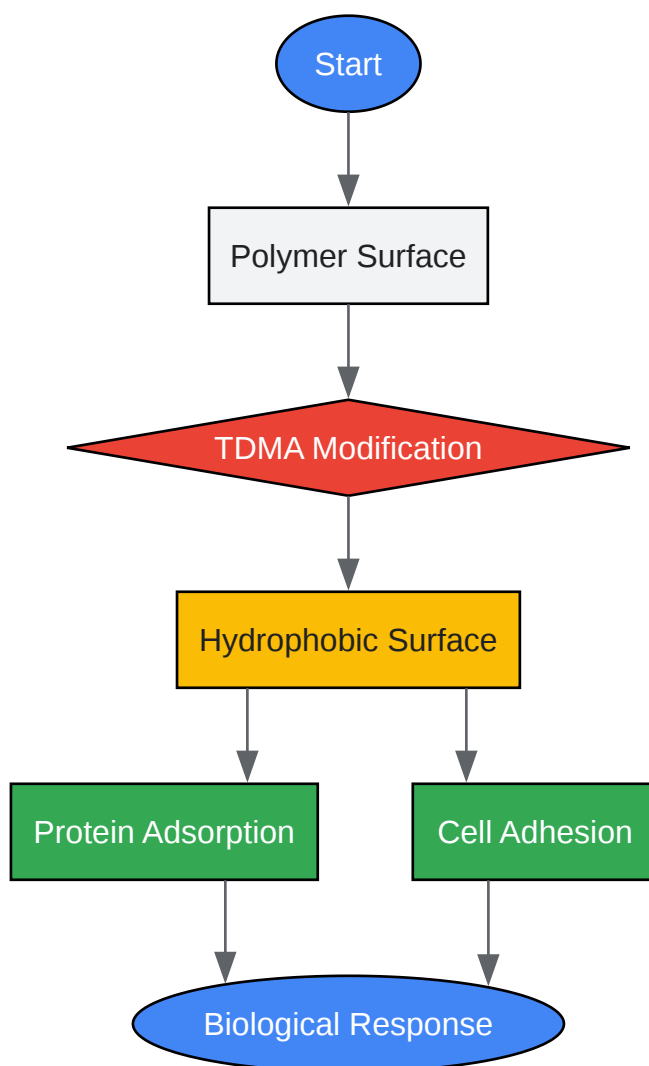 Start
Polymer Surface
TDMA Modification
Hydrophobic Surface
Protein Adsorption
Cell Adhesion
Biological Response